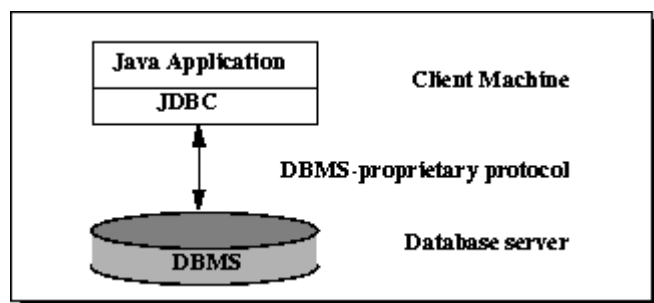 Java Application
Client Machine
JDBC
DBMS-proprietary protocol
Database server
DBMS